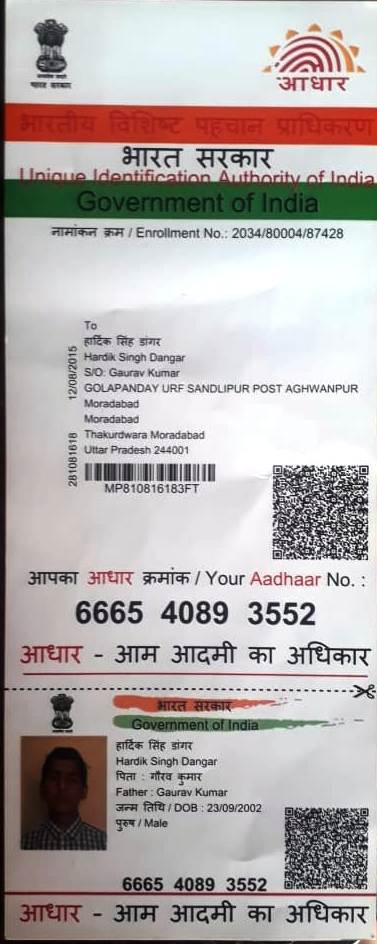 भारत सरकार
आधार
भारतीय विशिष्ट पहचान प्राधिकरण
भारत सरकार
Unique Identification Authority of India
Government of India
नामांकन क्रम / Enrollment No.: 2034/80004/87428
To
हार्दिक सिंह डांगर
Hardik Singh Dangar
S/O: Gaurav Kumar
GOLAPANDAY URF SANDLIPUR POST AGHWANPUR
Moradabad
Moradabad
Thakurdwara Moradabad
Uttar Pradesh 244001
281081618 12/08/2015
MP810816183FT
आपका आधार क्रमांक / Your Aadhaar No. :
6665 4089 3552
आधार - आम आदमी का अधिकार
भारत सरकार
Government of India
हार्दिक सिंह डांगर
Hardik Singh Dangar
पिता : गौरव कुमार
Father : Gaurav Kumar
जन्म तिथि / DOB : 23/09/2002
पुरुष / Male
6665 4089 3552
आधार - आम आदमी का अधिकार